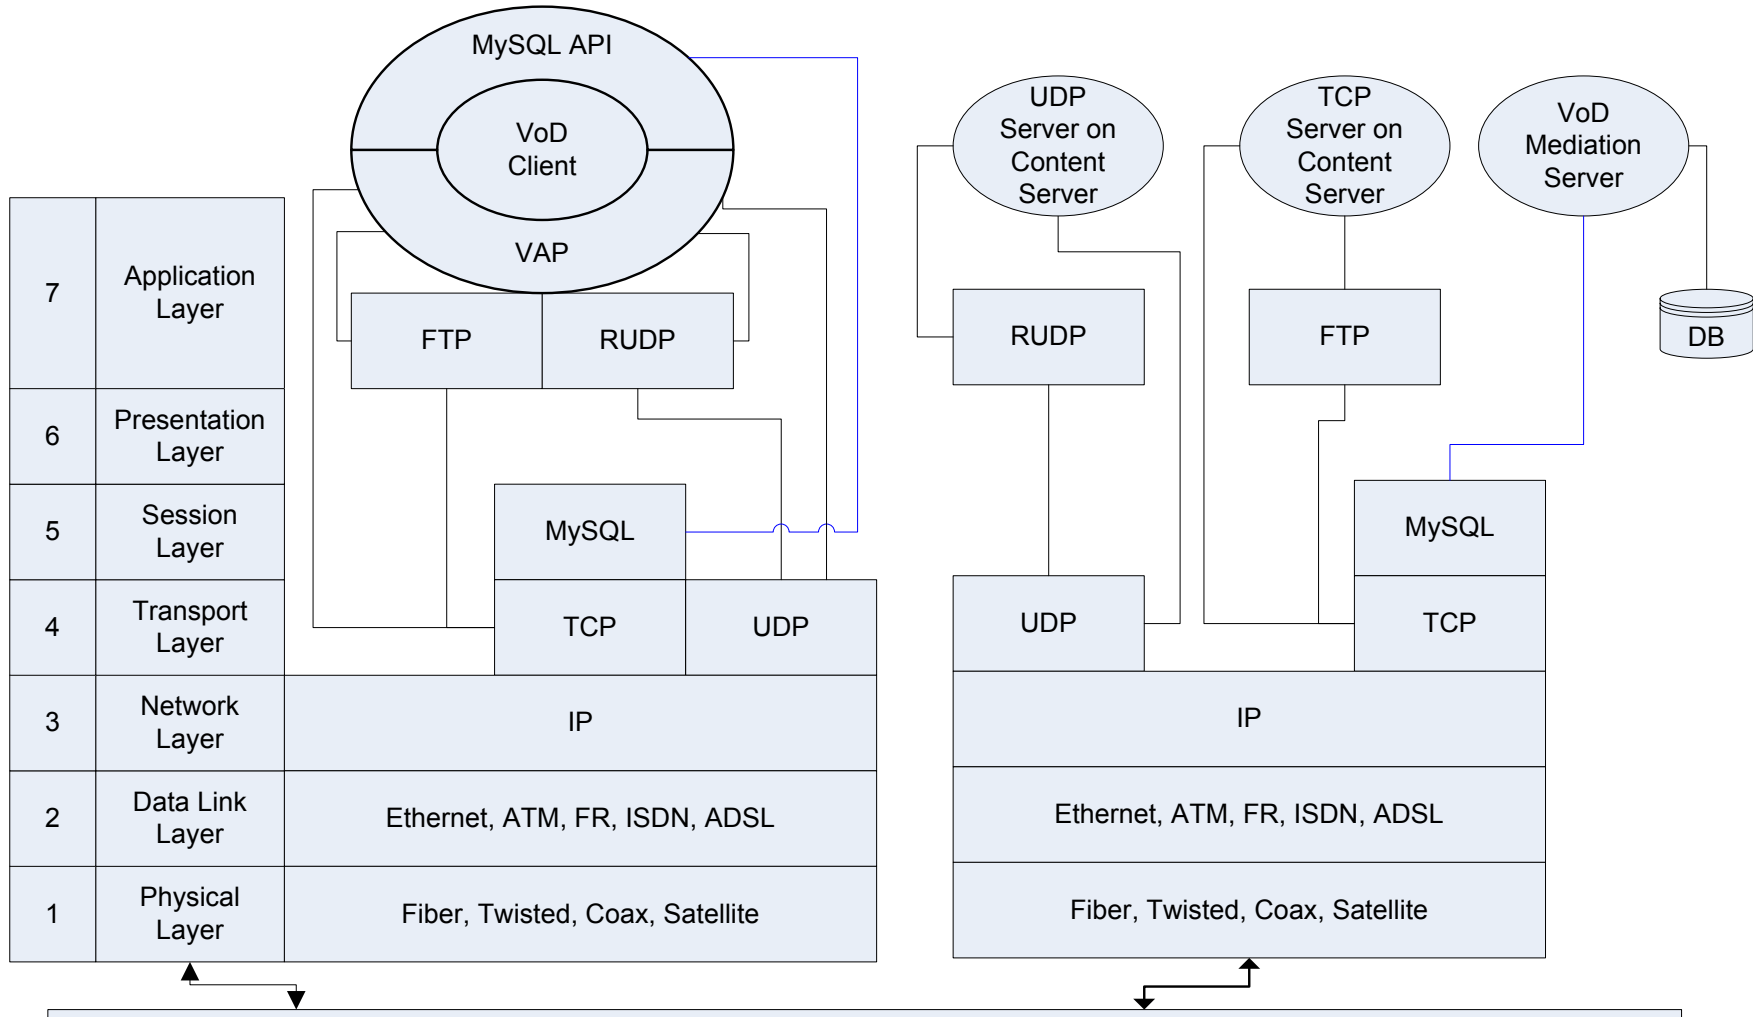 MySQL API
VoD
Client
VAP
FTP
RUDP
UDP
Server on
Content
Server
TCP
Server on
Content
Server
VoD
Mediation
Server
RUDP
FTP
DB
7
Application
Layer
6
Presentation
Layer
5
Session
Layer
MySQL
MySQL
4
Transport
Layer
TCP
UDP
UDP
TCP
3
Network
Layer
IP
IP
2
Data Link
Layer
Ethernet, ATM, FR, ISDN, ADSL
Ethernet, ATM, FR, ISDN, ADSL
1
Physical
Layer
Fiber, Twisted, Coax, Satellite
Fiber, Twisted, Coax, Satellite